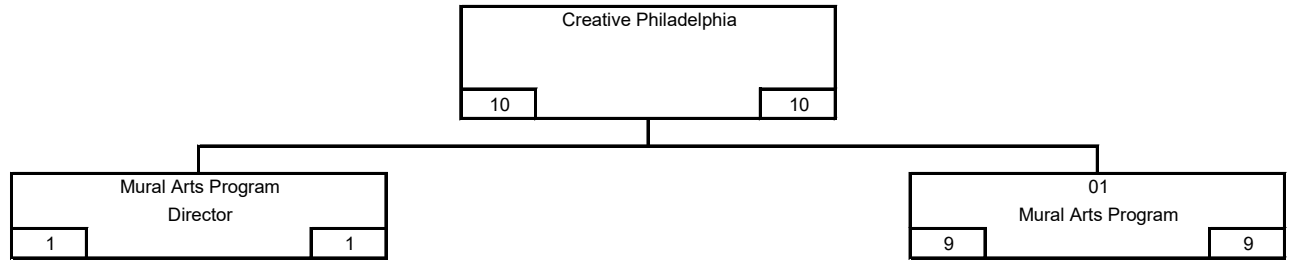 Creative Philadelphia
10 10
Mural Arts Program
Director
1 1
01
Mural Arts Program
9 9